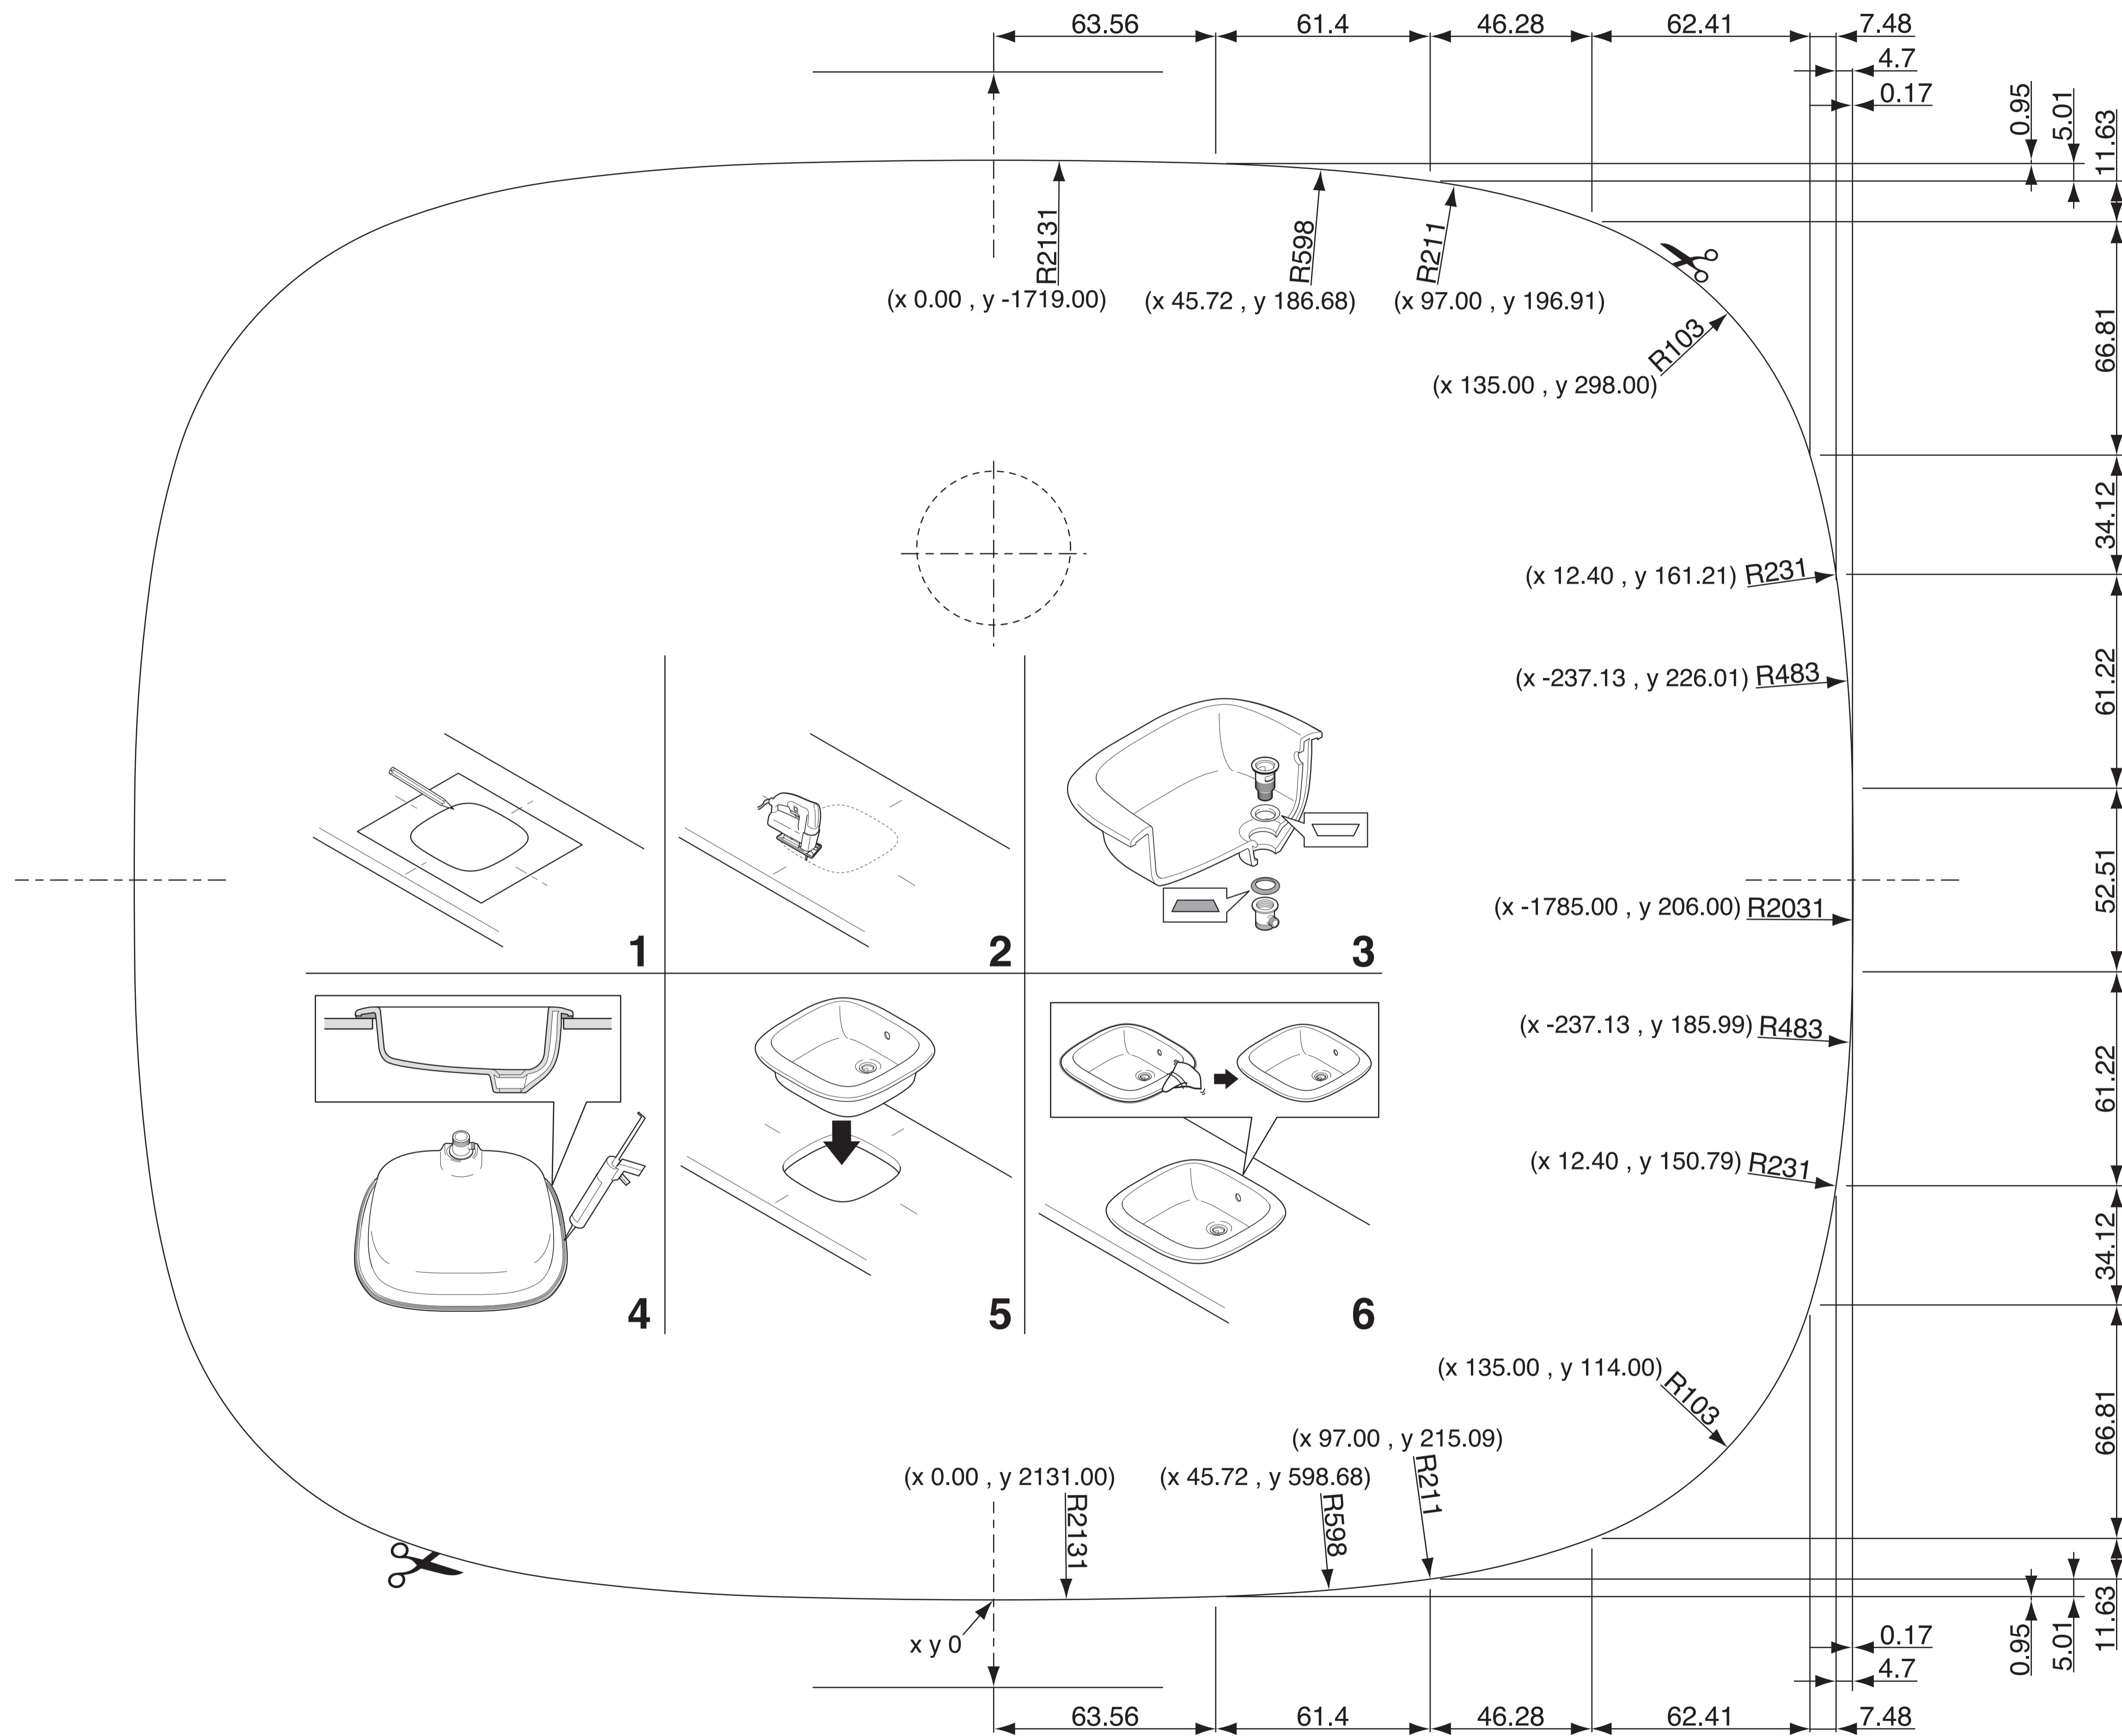 63.56 61.4 46.28 62.41 7.48
4.7
0.17
0.95 5.01 11.63
R2131 R598 R211
(x 0.00 , y -1719.00) (x 45.72 , y 186.68) (x 97.00 , y 196.91)
R103
66.81
(x 135.00 , y 298.00)
34.12
(x 12.40 , y 161.21) R231
61.22
(x -237.13 , y 226.01) R483
52.51
(x -1785.00 , y 206.00) R2031
1 2 3
(x -237.13 , y 185.99) R483
61.22
(x 12.40 , y 150.79) R231
34.12
4 5 6
(x 135.00 , y 114.00) R103
66.81
(x 97.00 , y 215.09)
(x 0.00 , y 2131.00) (x 45.72 , y 598.68) R211
R2131 R598
x y 0
0.95 5.01 11.63
0.17
4.7
63.56 61.4 46.28 62.41 7.48